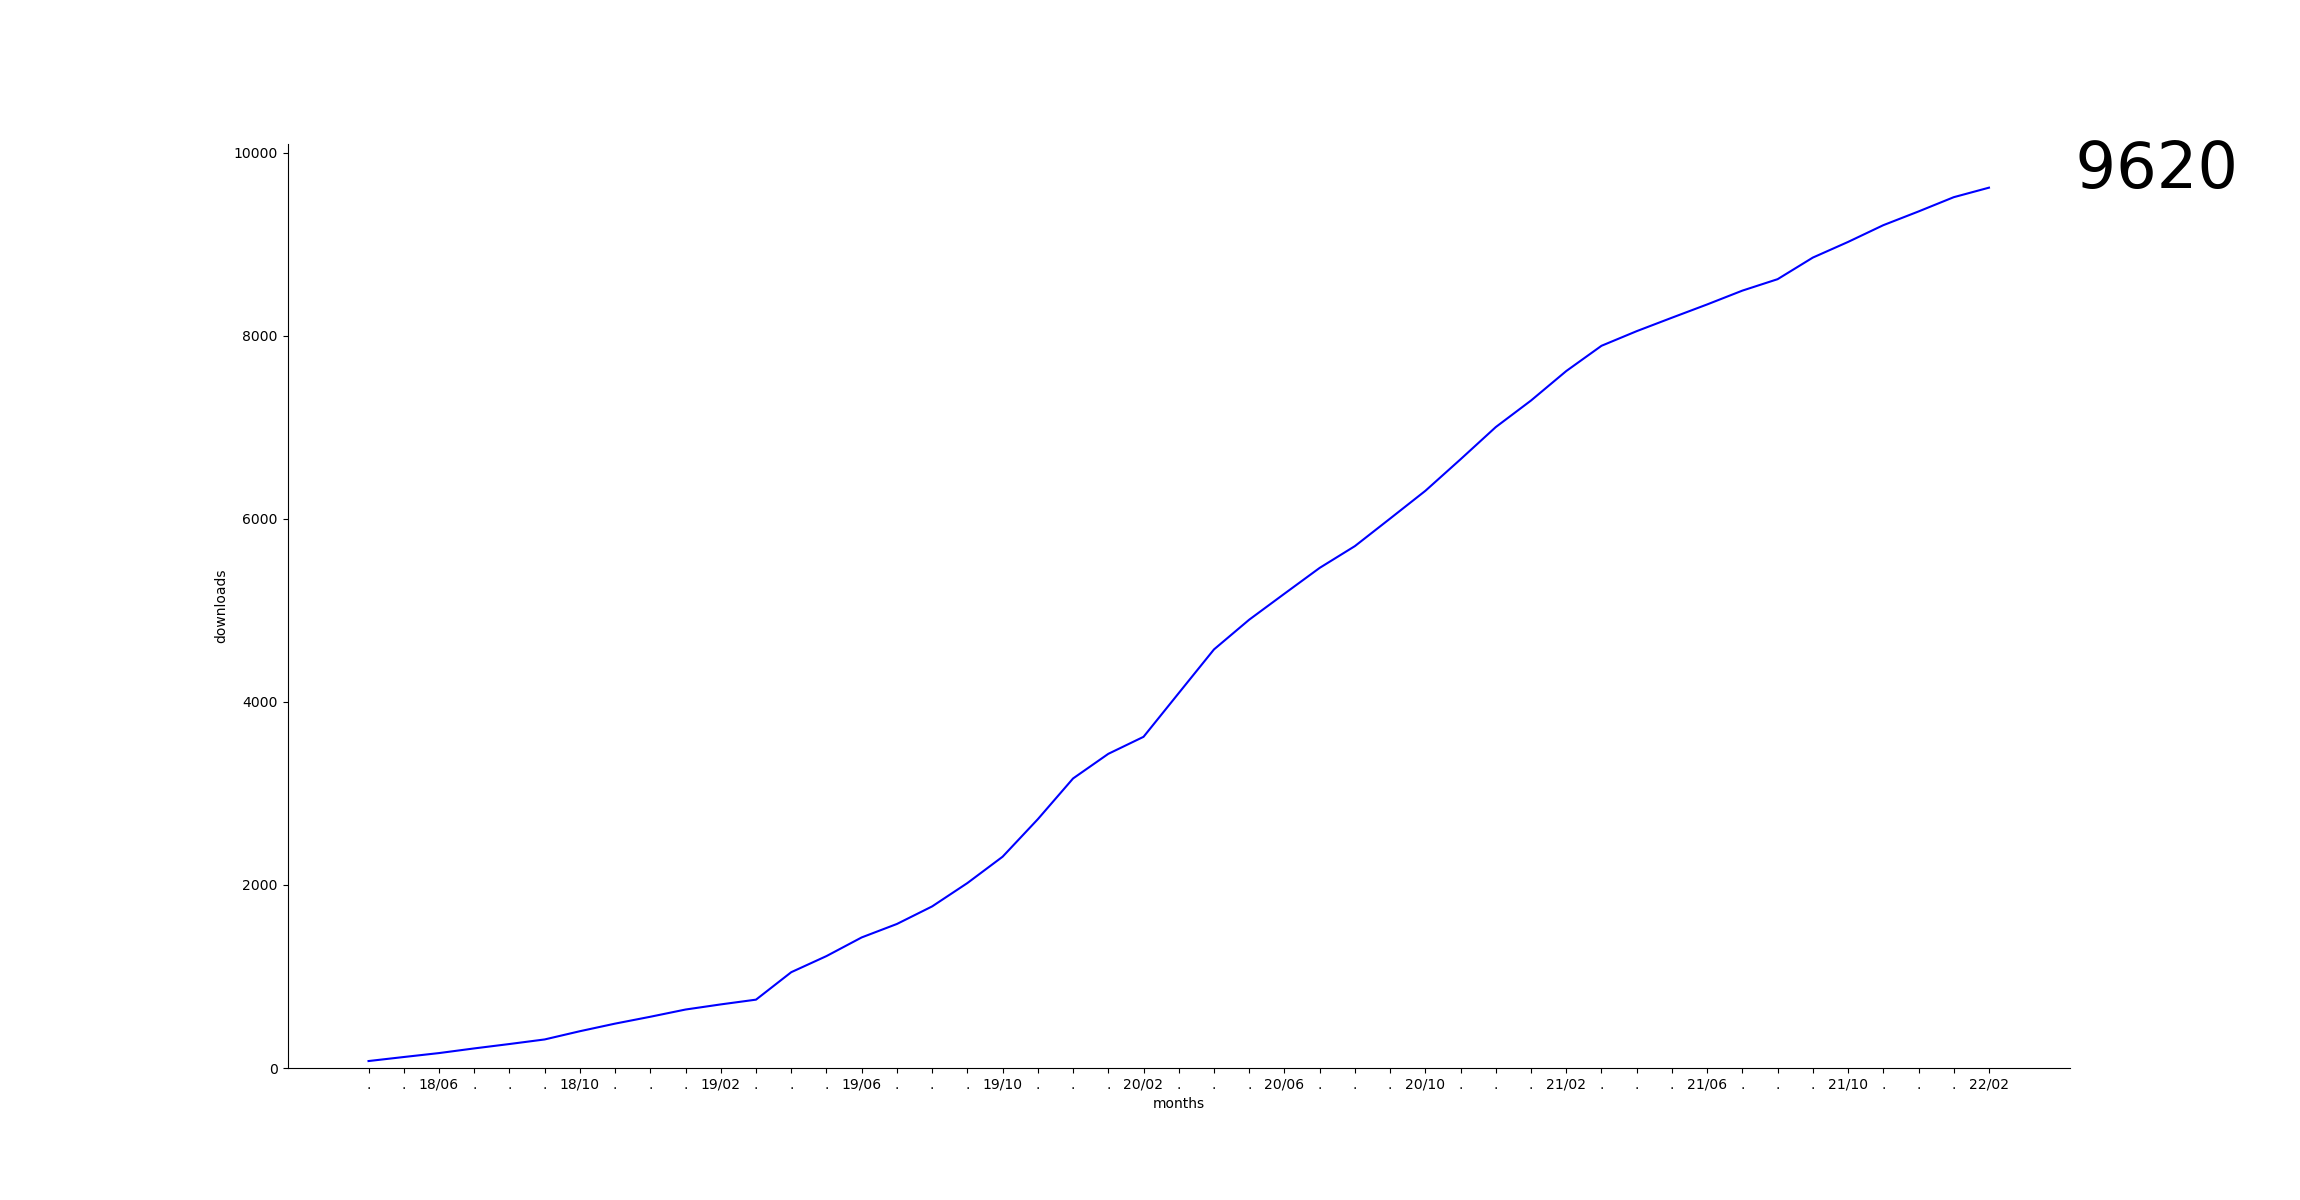 9620
10000
8000
6000
4000
2000
0
downloads
. . 18/06 . . . 18/10 . . . 19/02 . . . 19/06 . . . 19/10 . . . 20/02 . . . 20/06 . . . 20/10 . . . 21/02 . . . 21/06 . . . 21/10 . . . 22/02
months